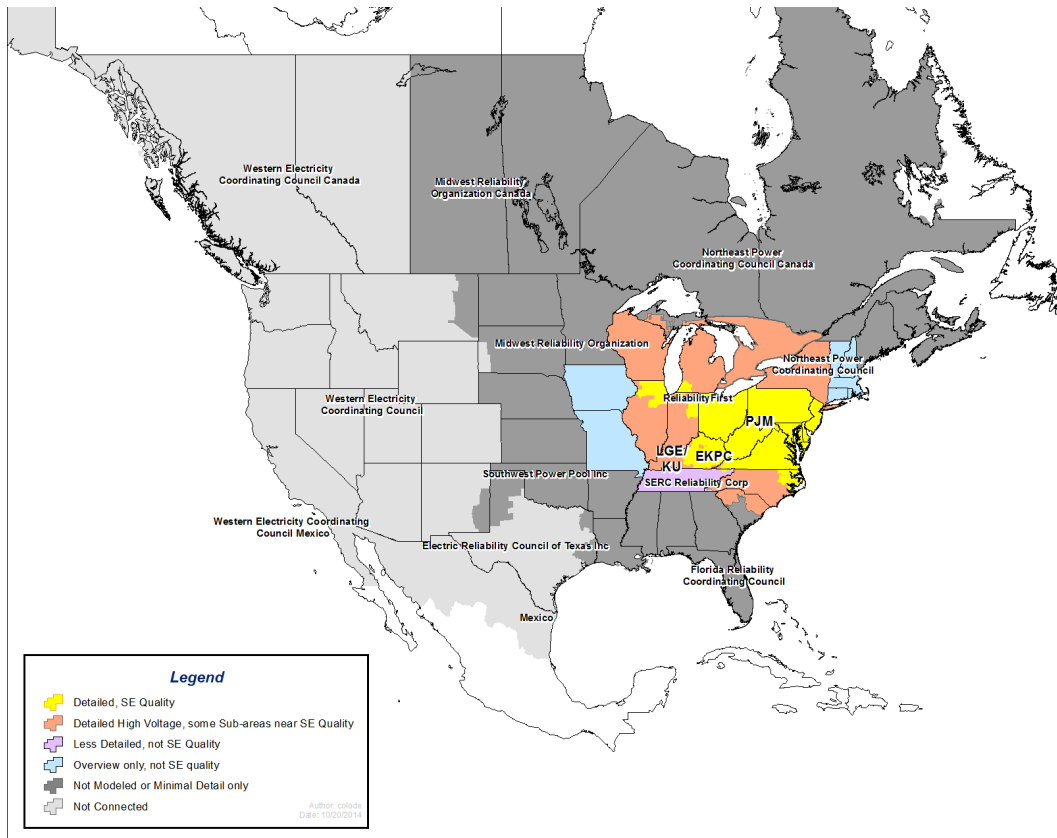 Western Electricity
Coordinating Council Canada
Midwest Reliability
Organization Canada
Northeast Power
Coordinating Council Canada
Midwest Reliability Organization
Northeast Power
Coordinating Council
Western Electricity
Coordinating Council
ReliabilityFirst
PJM
LGE/
KU
EKPC
Southwest Power Pool Inc
SERC Reliability Corp
Western Electricity Coordinating
Council Mexico
Electric Reliability Council of Texas Inc
Florida Reliability
Coordinating Council
Mexico
Legend
Detailed, SE Quality
Detailed High Voltage, some Sub-areas near SE Quality
Less Detailed, not SE Quality
Overview only, not SE quality
Not Modeled or Minimal Detail only
Not Connected
Author: coiode
Date: 10/20/2014